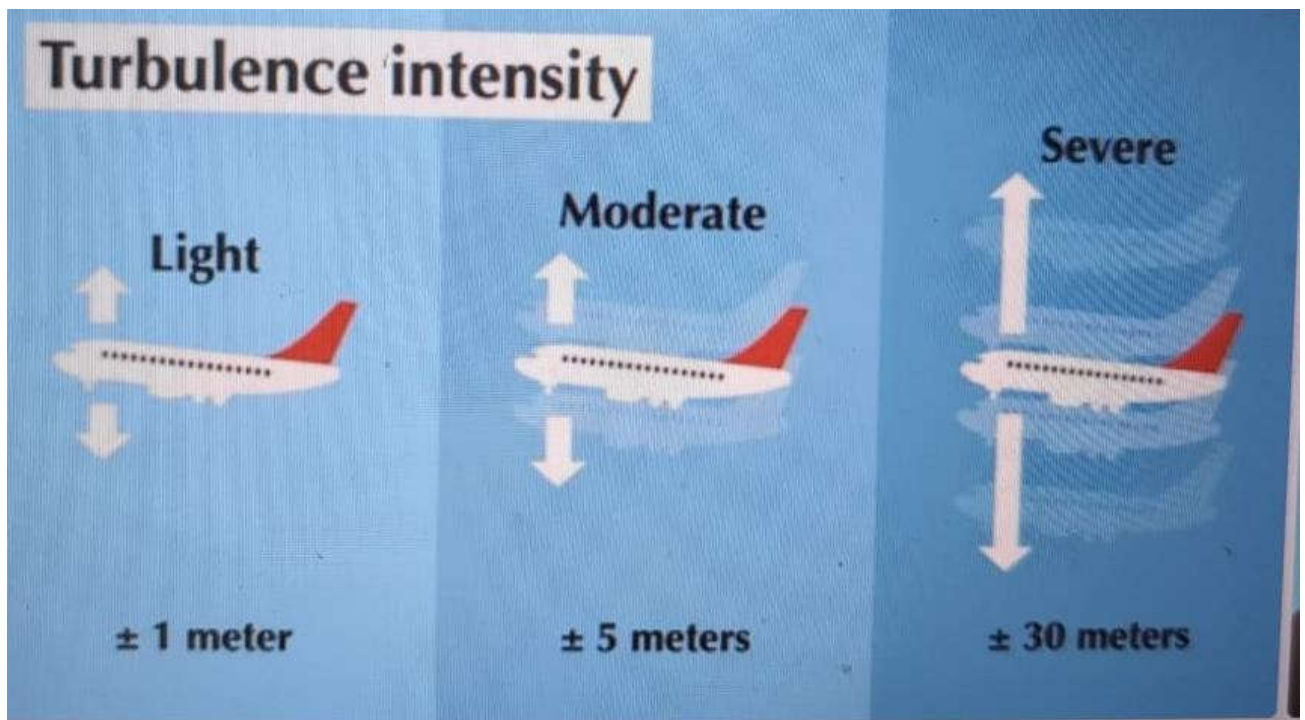 Turbulence intensity
Light
Moderate
Severe
± 1 meter
± 5 meters
± 30 meters